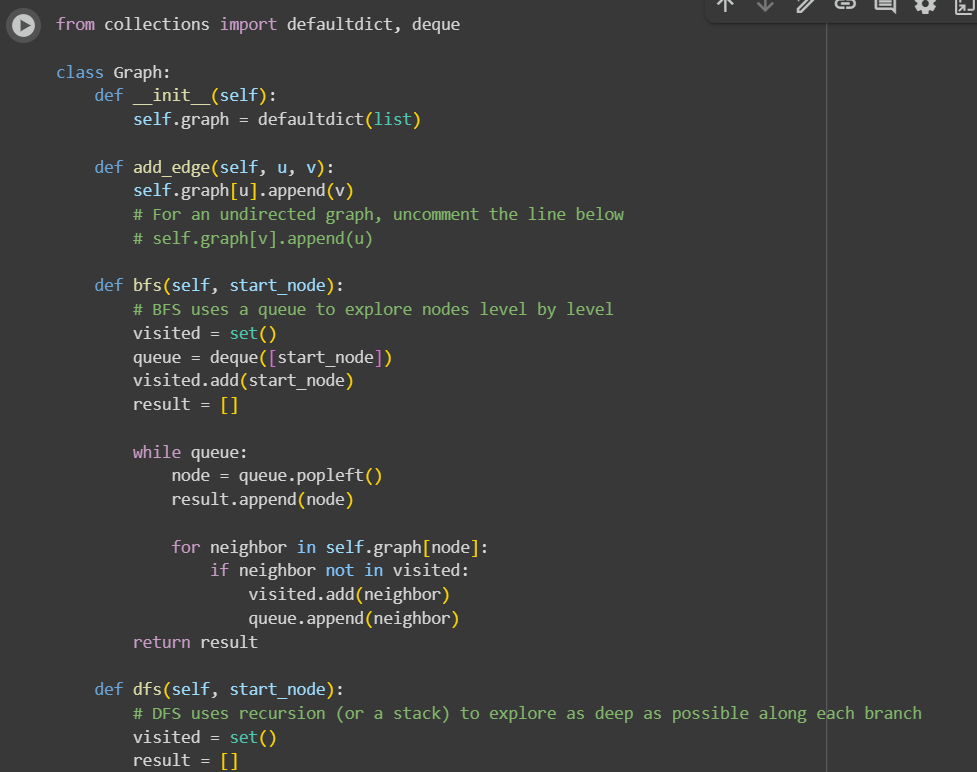 from collections import defaultdict, deque

class Graph:
    def __init__(self):
        self.graph = defaultdict(list)

    def add_edge(self, u, v):
        self.graph[u].append(v)
        # For an undirected graph, uncomment the line below
        # self.graph[v].append(u)

    def bfs(self, start_node):
        # BFS uses a queue to explore nodes level by level
        visited = set()
        queue = deque([start_node])
        visited.add(start_node)
        result = []

        while queue:
            node = queue.popleft()
            result.append(node)

            for neighbor in self.graph[node]:
                if neighbor not in visited:
                    visited.add(neighbor)
                    queue.append(neighbor)
        return result

    def dfs(self, start_node):
        # DFS uses recursion (or a stack) to explore as deep as possible along each branch
        visited = set()
        result = []